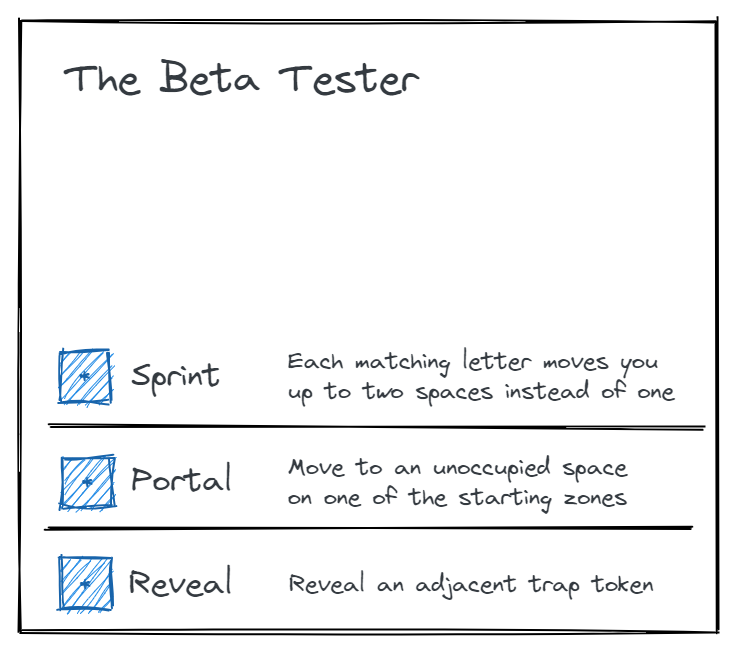 The Beta Tester
* Sprint
Each matching letter moves you
up to two spaces instead of one
* Portal
Move to an unoccupied space
on one of the starting zones
* Reveal
Reveal an adjacent trap token